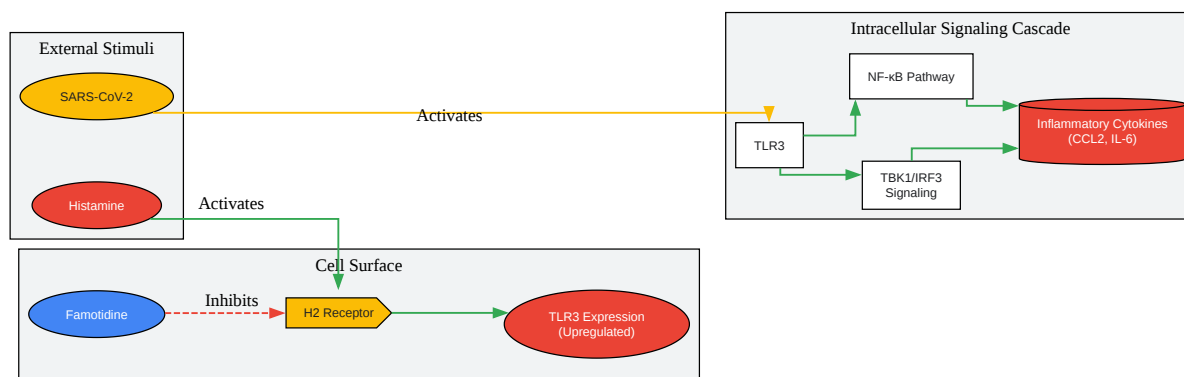 External Stimuli
SARS-CoV-2
Histamine
Activates
Activates
Intracellular Signaling Cascade
NF-κB Pathway
TLR3
TBK1/IRF3
Signaling
Inflammatory Cytokines
(CCL2, IL-6)
Cell Surface
Famotidine
Inhibits
H2 Receptor
TLR3 Expression
(Upregulated)